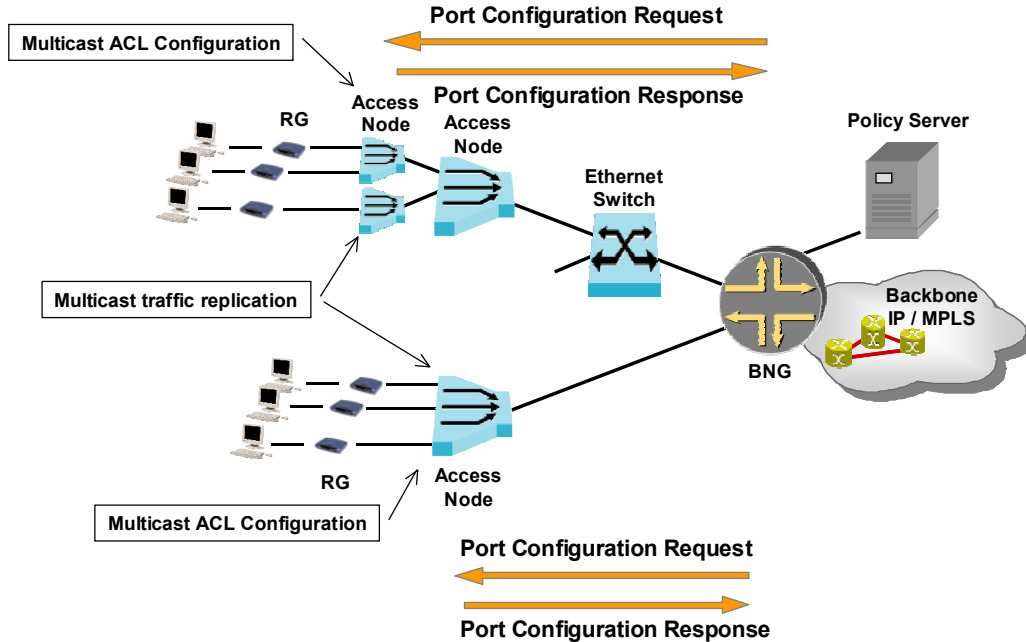 Port Configuration Request
Multicast ACL Configuration
Port Configuration Response
RG
Access
Node
Access
Node
Policy Server
Ethernet
Switch
Multicast traffic replication
Backbone
IP / MPLS
BNG
RG
Access
Node
Multicast ACL Configuration
Port Configuration Request
Port Configuration Response